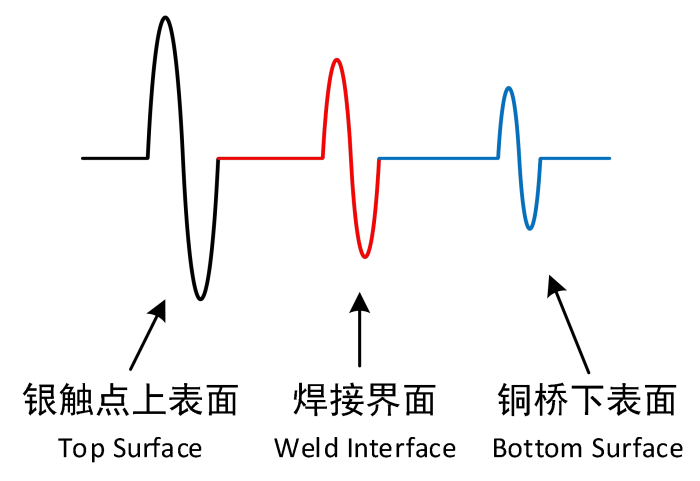 银触点上表面
Top Surface
焊接界面
Weld Interface
铜桥下表面
Bottom Surface